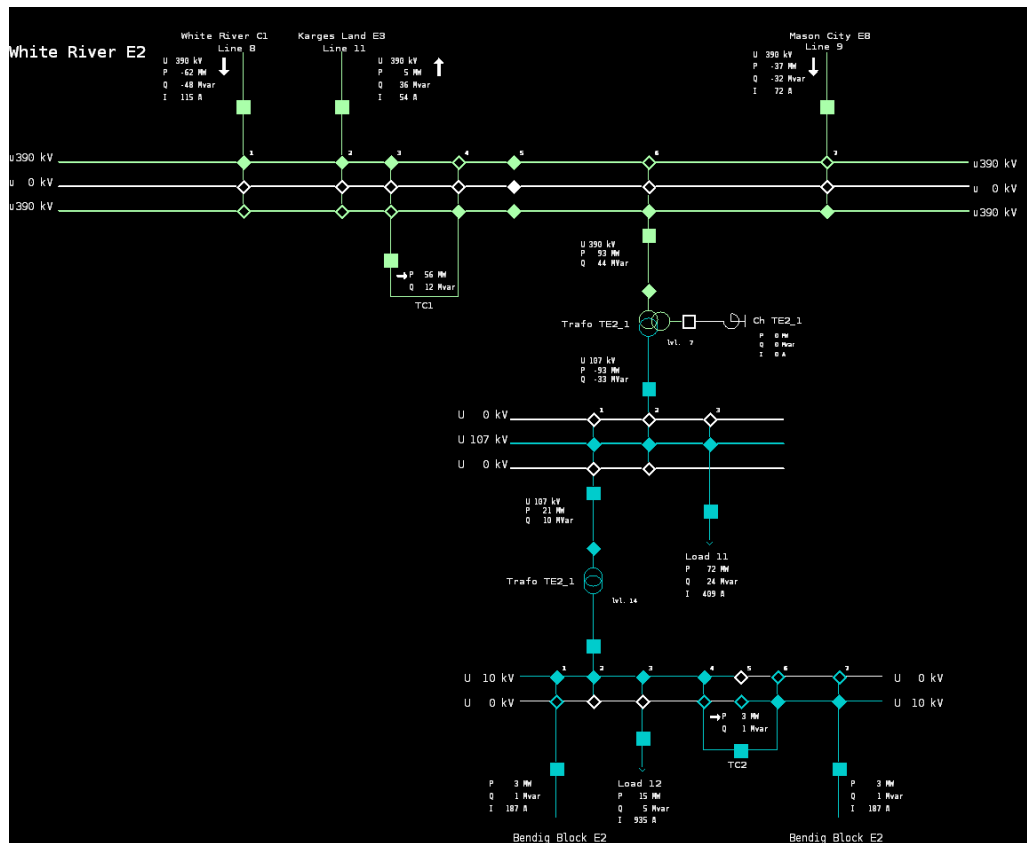 White River E2
White River C1
Line 8
U 390 kV
P -62 MW
Q -48 Mvar
I 115 A
Karges Land E3
Line 11
U 390 kV
P 5 MW
Q 36 Mvar
I 54 A
Mason City E8
Line 9
U 390 kV
P -37 MW
Q -32 Mvar
I 72 A
1 2 3 4 5 6 7
u390 kV u390 kV
u 0 kV u 0 kV
u390 kV u390 kV
P 56 MW
Q 12 Mvar
TC1
U 390 kV
P 93 MW
Q 44 MVar
Trafo TE2_1
lvl. 7
Ch TE2_1
P 0 MW
Q 0 Mvar
I 0 A
U 107 kV
P -93 MW
Q -33 MVar
1 2 3
U 0 kV
U 107 kV
U 0 kV
U 107 kV
P 21 MW
Q 10 MVar
Load 11
P 72 MW
Q 24 Mvar
I 409 A
Trafo TE2_1
lvl. 14
1 2 3 4 5 6 7
U 10 kV U 0 kV
U 0 kV U 10 kV
P 3 MW
Q 1 Mvar
TC2
P 3 MW
Q 1 Mvar
I 187 A
Bendig Block E2
Load 12
P 15 MW
Q 5 Mvar
I 935 A
P 3 MW
Q 1 Mvar
I 187 A
Bendig Block E2